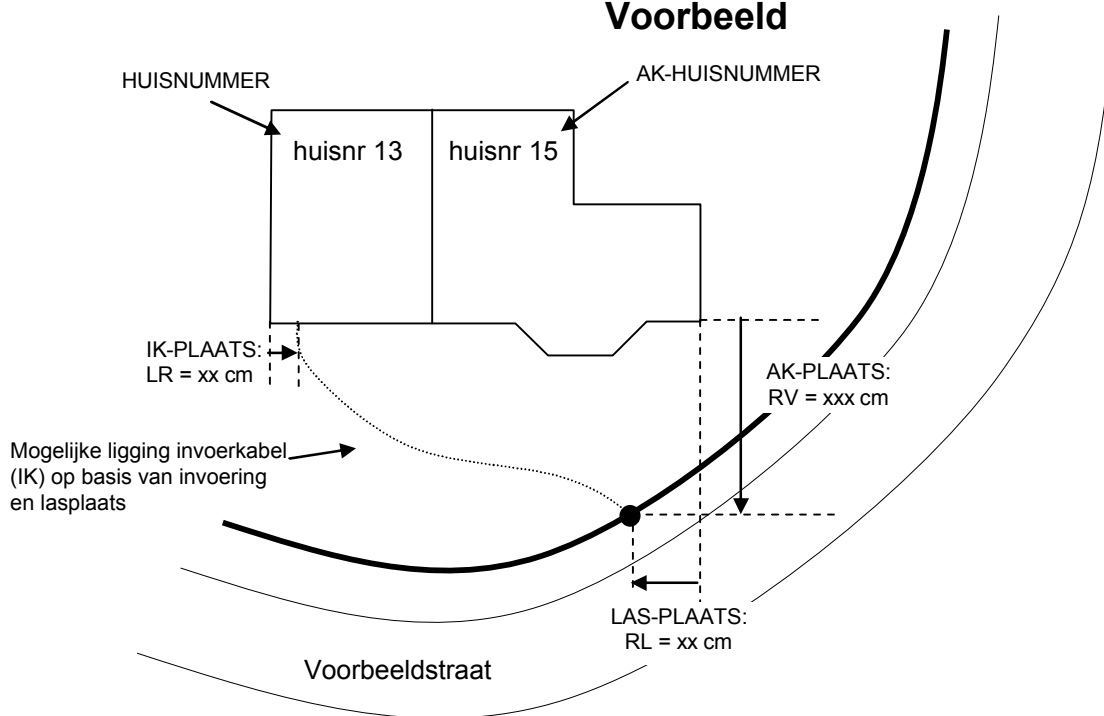 Voorbeeld
HUISNUMMER
AK-HUISNUMMER
huisnr 13
huisnr 15
IK-PLAATS:
LR = xx cm
AK-PLAATS:
RV = xxx cm
Mogelijke ligging invoerkabel
(IK) op basis van invoering
en lasplaats
LAS-PLAATS:
RL = xx cm
Voorbeeldstraat